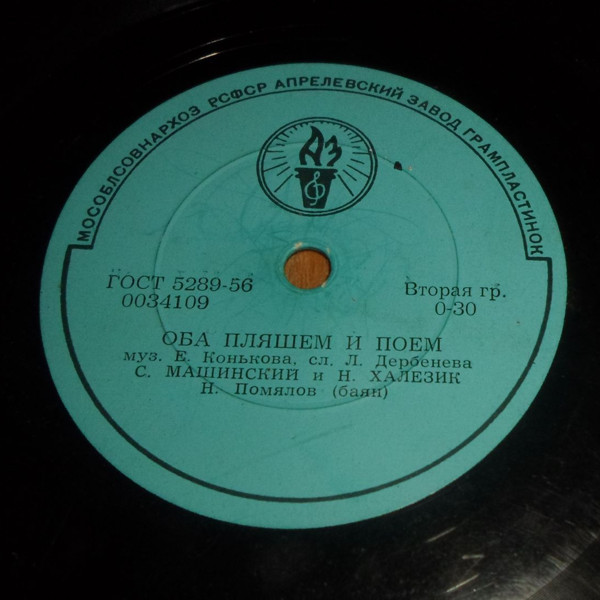 МОСОБЛСОВНАРХОЗ РСФСР АПРЕЛЕВСКИЙ ЗАВОД ГРАМПЛАСТИНОК
АЗ
ГОСТ 5289-56
0034109
Вторая гр.
0-30
ОБА ПЛЯШЕМ И ПОЕМ
муз. Е. Конькова, сл. Л. Дербенева
С. МАШИНСКИЙ и Н. ХАЛЕЗИК
Н. Помялов (баян)